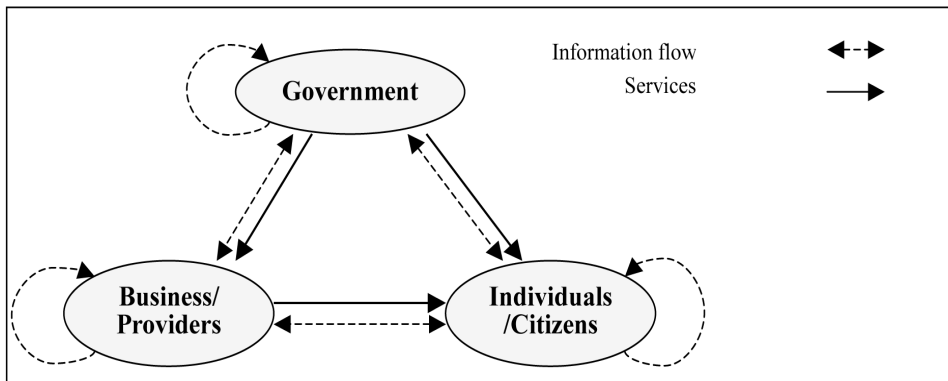 Information flow
Services
Government
Business/
Providers
Individuals
/Citizens